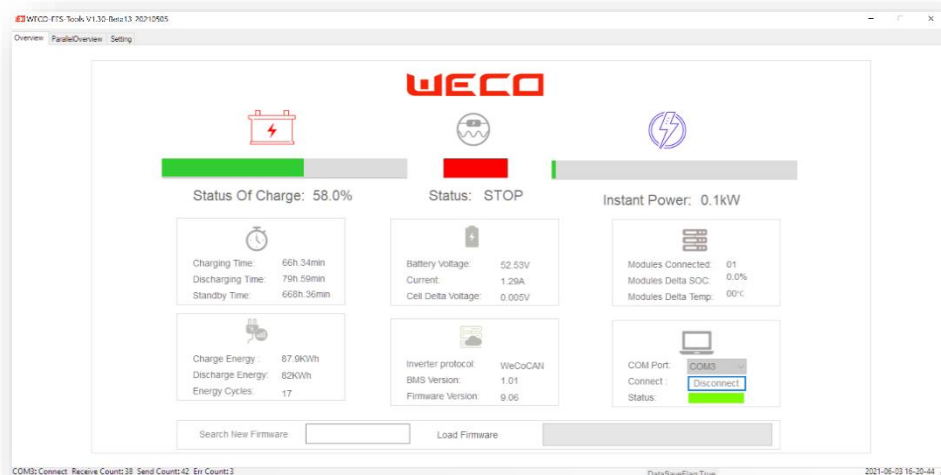 WECO-EES-Tools V1.30-Beta13-20210505
Overview ParallelOverview Setting
WECO
Status Of Charge: 58.0%
Status: STOP
Instant Power: 0.1kW
Charging Time: 66h:34min
Discharging Time: 79h:59min
Standby Time: 668h:36min
Battery Voltage: 52.53V
Current: 1.29A
Cell Delta Voltage: 0.005V
Modules Connected: 01
Modules Delta SOC: 0.0%
Modules Delta Temp: 00°C
Charge Energy : 87.9KWh
Discharge Energy: 82KWh
Energy Cycles: 17
Inverter protocol: WeCoCAN
BMS Version: 1.01
Firmware Version: 9.06
COM Port: COM3
Connect : Disconnect
Status:
Search New Firmware
Load Firmware
COM3: Connect Receive Count: 38 Send Count: 42 Err Count: 3
DataSaveFlag True
2021-06-03 16-20-44